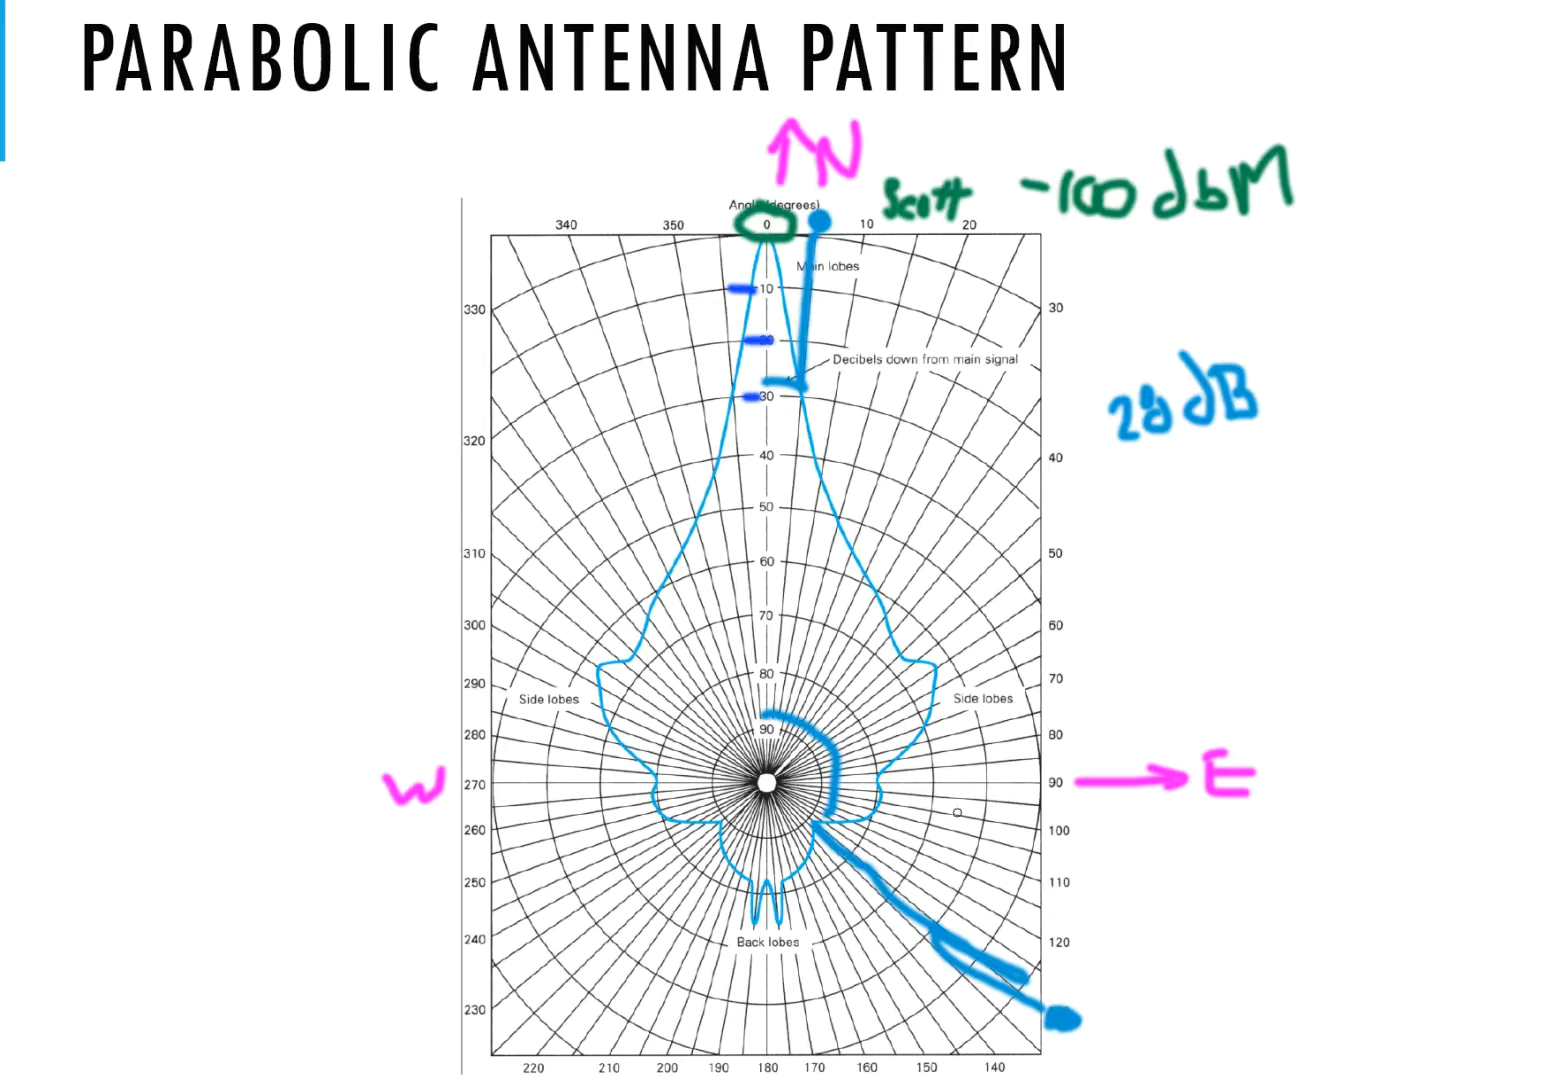 PARABOLIC ANTENNA PATTERN
↑N
Scott -100 dbM
Angle (degrees)
340 350 0 10 20
Main lobes
330 10 30
20
Decibels down from main signal
28 dB
30
320 40 40
50
310 60 50
300 70 60
290 80 70
Side lobes Side lobes
280 90 80
W 270 90 → E
260 100
250 110
240 Back lobes 120
230
220 210 200 190 180 170 160 150 140